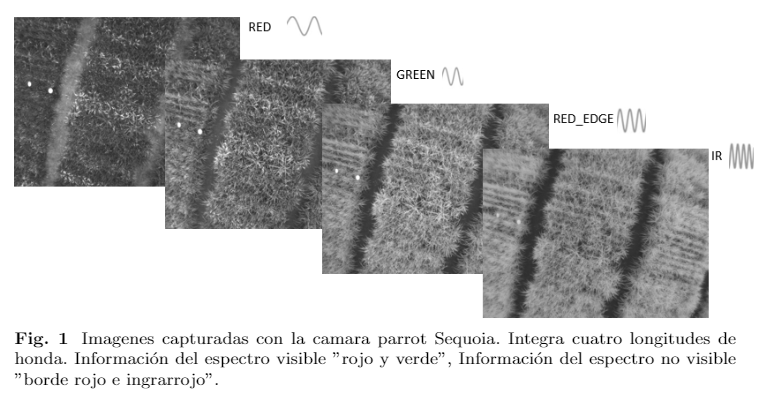 RED
GREEN
RED_EDGE
IR
Fig. 1 Imagenes capturadas con la camara parrot Sequoia. Integra cuatro longitudes de
honda. Información del espectro visible "rojo y verde", Información del espectro no visible
"borde rojo e ingrarrojo".